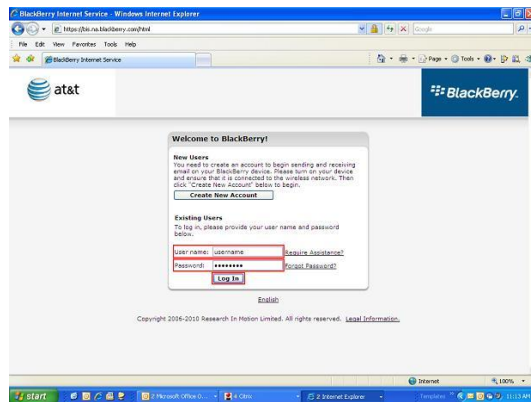 BlackBerry Internet Service - Windows Internet Explorer
https://bis.na.blackberry.com/html
Google
File Edit View Favorites Tools Help
BlackBerry Internet Service
Page Tools
at&t
BlackBerry.
Welcome to BlackBerry!
New Users
You need to create an account to begin sending and receiving
email on your BlackBerry device. Please turn on your device
and ensure that it is connected to the wireless network. Then
click "Create New Account" below to begin.
Create New Account
Existing Users
To log in, please provide your user name and password
below.
User name: username Require Assistance?
Password: •••••••• Forgot Password?
Log In
English
Copyright 2006-2010 Research In Motion Limited. All rights reserved. Legal Information.
Internet 100%
start 2 Microsoft Office O... 4 Citrix 2 Internet Explorer Templates 11:13 AM